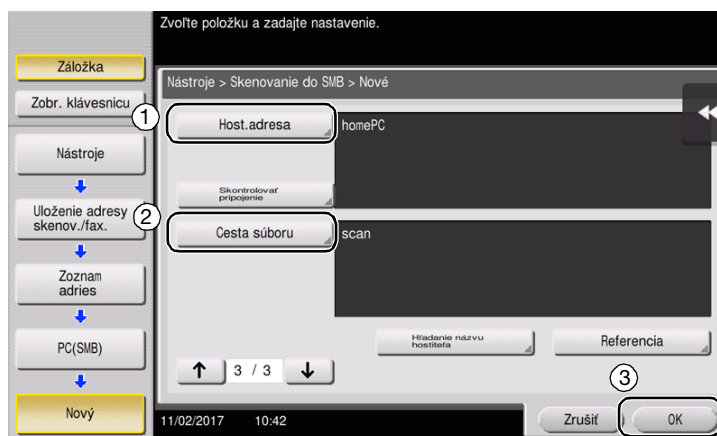 Zvoľte položku a zadajte nastavenie.
Záložka
Zobr. klávesnicu
Nástroje
Uloženie adresy
skenov./fax.
Zoznam
adries
PC(SMB)
Nový
Nástroje > Skenovanie do SMB > Nové
1
Host.adresa
homePC
Skontrolovať
pripojenie
2
Cesta súboru
scan
Hľadanie názvu
hostiteľa
Referencia
3 / 3
3
11/02/2017 10:42
Zrušiť
OK